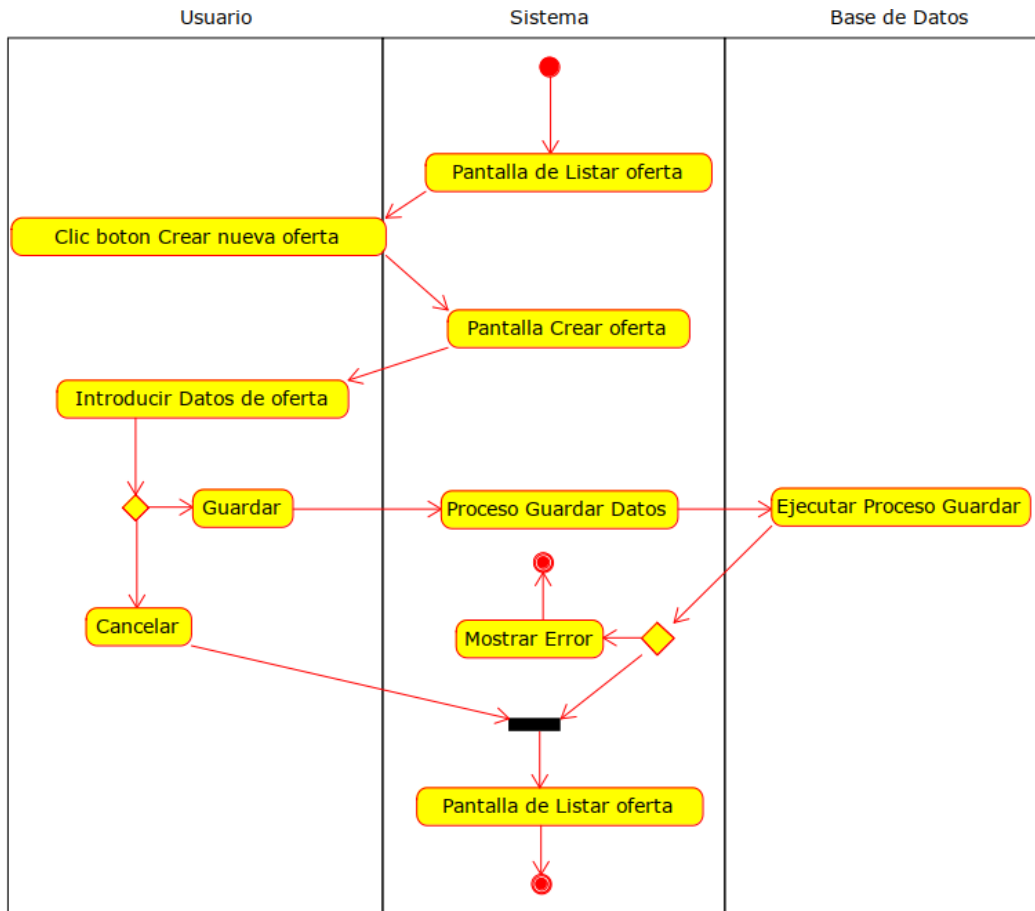 Usuario
Sistema
Base de Datos
Pantalla de Listar oferta
Clic boton Crear nueva oferta
Pantalla Crear oferta
Introducir Datos de oferta
Guardar
Proceso Guardar Datos
Ejecutar Proceso Guardar
Cancelar
Mostrar Error
Pantalla de Listar oferta